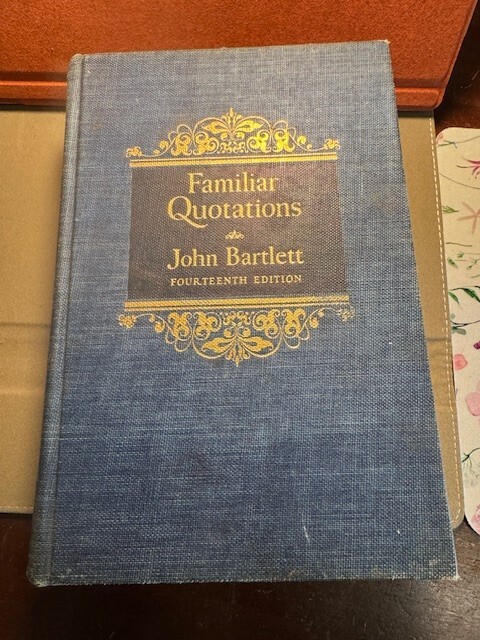 Familiar
Quotations
John Bartlett
FOURTEENTH EDITION